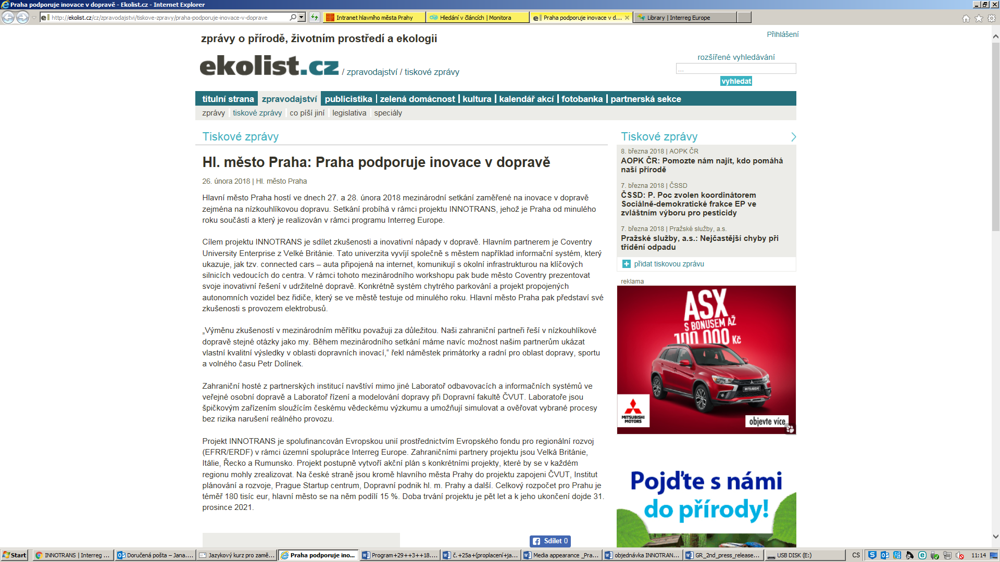 Praha podporuje inovace v dopravě - Ekolist.cz - Internet Explorer
http://ekolist.cz/cz/zpravodajstvi/tiskove-zpravy/praha-podporuje-inovace-v-doprave
Intranet hlavního města Prahy
Hledání v článcích | Monitora
Praha podporuje inovace v d...
Library | Interreg Europe
zprávy o přírodě, životním prostředí a ekologii
Přihlášení
ekolist.cz / zpravodajství / tiskové zprávy
rozšířené vyhledávání
...
vyhledat
titulní strana zpravodajství publicistika | zelená domácnost | kultura | kalendář akcí | fotobanka | partnerská sekce
zprávy tiskové zprávy co píší jiní legislativa speciály
Tiskové zprávy
Hl. město Praha: Praha podporuje inovace v dopravě
26. února 2018 | Hl. město Praha
Hlavní město Praha hostí ve dnech 27. a 28. února 2018 mezinárodní setkání zaměřené na inovace v dopravě
zejména na nízkouhlíkovou dopravu. Setkání probíhá v rámci projektu INNOTRANS, jehož je Praha od minulého
roku součástí a který je realizován v rámci programu Interreg Europe.
Cílem projektu INNOTRANS je sdílet zkušenosti a inovativní nápady v dopravě. Hlavním partnerem je Coventry
University Enterprise z Velké Británie. Tato univerzita vyvíjí společně s městem například informační systém, který
ukazuje, jak tzv. connected cars – auta připojená na internet, komunikují s okolní infrastrukturou na klíčových
silnicích vedoucích do centra. V rámci tohoto mezinárodního workshopu pak bude město Coventry prezentovat
svoje inovativní řešení v udržitelné dopravě. Konkrétně systém chytrého parkování a projekt propojených
autonomních vozidel bez řidiče, který se ve městě testuje od minulého roku. Hlavní město Praha pak představí své
zkušenosti s provozem elektrobusů.
„Výměnu zkušeností v mezinárodním měřítku považuji za důležitou. Naši zahraniční partneři řeší v nízkouhlíkové
dopravě stejné otázky jako my. Během mezinárodního setkání máme navíc možnost našim partnerům ukázat
vlastní kvalitní výsledky v oblasti dopravních inovací,“ řekl náměstek primátorky a radní pro oblast dopravy, sportu
a volného času Petr Dolínek.
Zahraniční hosté z partnerských institucí navštíví mimo jiné Laboratoř odbavovacích a informačních systémů ve
veřejné osobní dopravě a Laboratoř řízení a modelování dopravy při Dopravní fakultě ČVUT. Laboratoře jsou
špičkovým zařízením sloužícím českému vědeckému výzkumu a umožňují simulovat a ověřovat vybrané procesy
bez rizika narušení reálného provozu.
Projekt INNOTRANS je spolufinancován Evropskou unií prostřednictvím Evropského fondu pro regionální rozvoj
(EFRR/ERDF) v rámci územní spolupráce Interreg Europe. Zahraničními partnery projektu jsou Velká Británie,
Itálie, Řecko a Rumunsko. Projekt postupně vytvoří akční plán s konkrétními projekty, které by se v každém
regionu mohly zrealizovat. Na české straně jsou kromě hlavního města Prahy do projektu zapojeni ČVUT, Institut
plánování a rozvoje, Prague Startup centrum, Dopravní podnik hl. m. Prahy a další. Celkový rozpočet pro Prahu je
téměř 180 tisíc eur, hlavní město se na něm podílí 15 %. Doba trvání projektu je pět let a k jeho ukončení dojde 31.
prosince 2021.
Sdílet 0
Tiskové zprávy
8. března 2018 | AOPK ČR
AOPK ČR: Pomozte nám najít, kdo pomáhá
naší přírodě
7. března 2018 | ČSSD
ČSSD: P. Poc zvolen koordinátorem
Sociálně-demokratické frakce EP ve
zvláštním výboru pro pesticidy
7. března 2018 | Pražské služby, a.s.
Pražské služby, a.s.: Nejčastější chyby při
třídění odpadu
přidat tiskovou zprávu
reklama
ASX
S BONUSEM AŽ
100 000 Kč
MITSUBISHI
MITSUBISHI
MOTORS
objevte více
Pojďte s námi
do přírody!
Start
INNOTRANS | Interreg ...
Doručená pošta – Jana....
Jazykový kurz pro zamě...
Praha podporuje ino...
Program+29++3++18....
č.+25a+(proplacení+ja...
Media appearance _Pra...
objednávka INNOTRAN...
GR_2nd_press_release...
USB DISK (E:)
CS
11:14